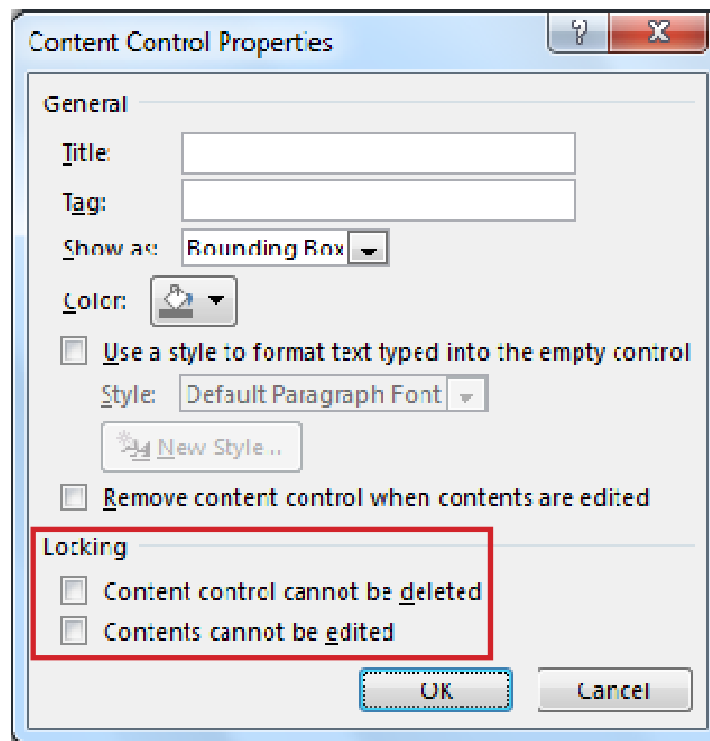 Content Control Properties
?
General
Title:
Tag:
Show as: Bounding Box
Color:
Use a style to format text typed into the empty control
Style: Default Paragraph Font
New Style ..
Remove content control when contents are edited
Locking
Content control cannot be deleted
Contents cannot be edited
OK Cancel